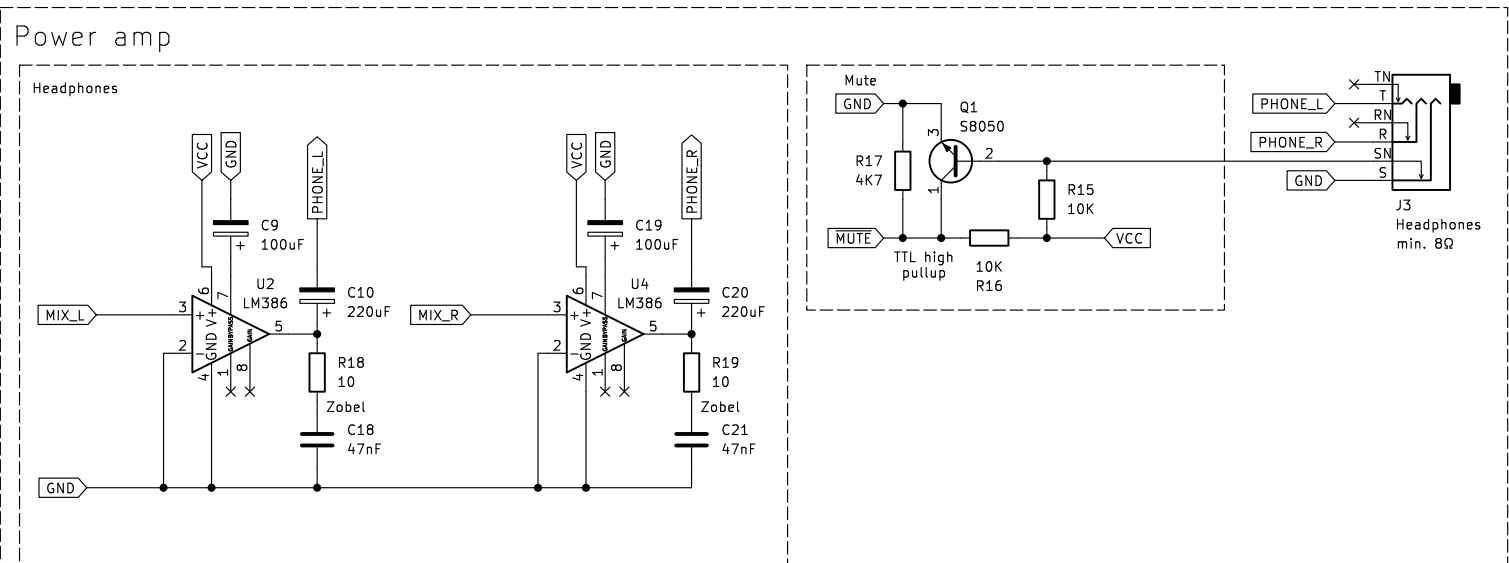 Power amp
Headphones
VCC
GND
PHONE_L
C9
100uF
+
U2
LM386
C10
220uF
+
MIX_L
3
6
7
+
V+
GND
BYPASS
GAIN
GAIN
5
2
-
4
1
8
R18
10
Zobel
C18
47nF
GND
VCC
GND
PHONE_R
C19
100uF
+
U4
LM386
C20
220uF
+
MIX_R
3
6
7
+
V+
GND
BYPASS
GAIN
GAIN
5
2
-
4
1
8
R19
10
Zobel
C21
47nF
Mute
GND
Q1
S8050
3
2
1
R17
4K7
R15
10K
MUTE
TTL high
pullup
10K
R16
VCC
TN
PHONE_L
T
RN
PHONE_R
R
SN
GND
S
J3
Headphones
min. 8Ω